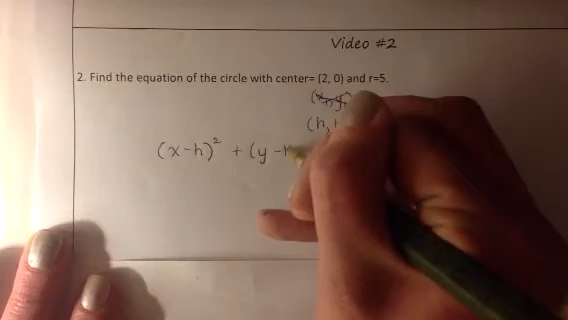 Video #2
2. Find the equation of the circle with center= (2, 0) and r=5.
(h,
(x-h)² + (y-